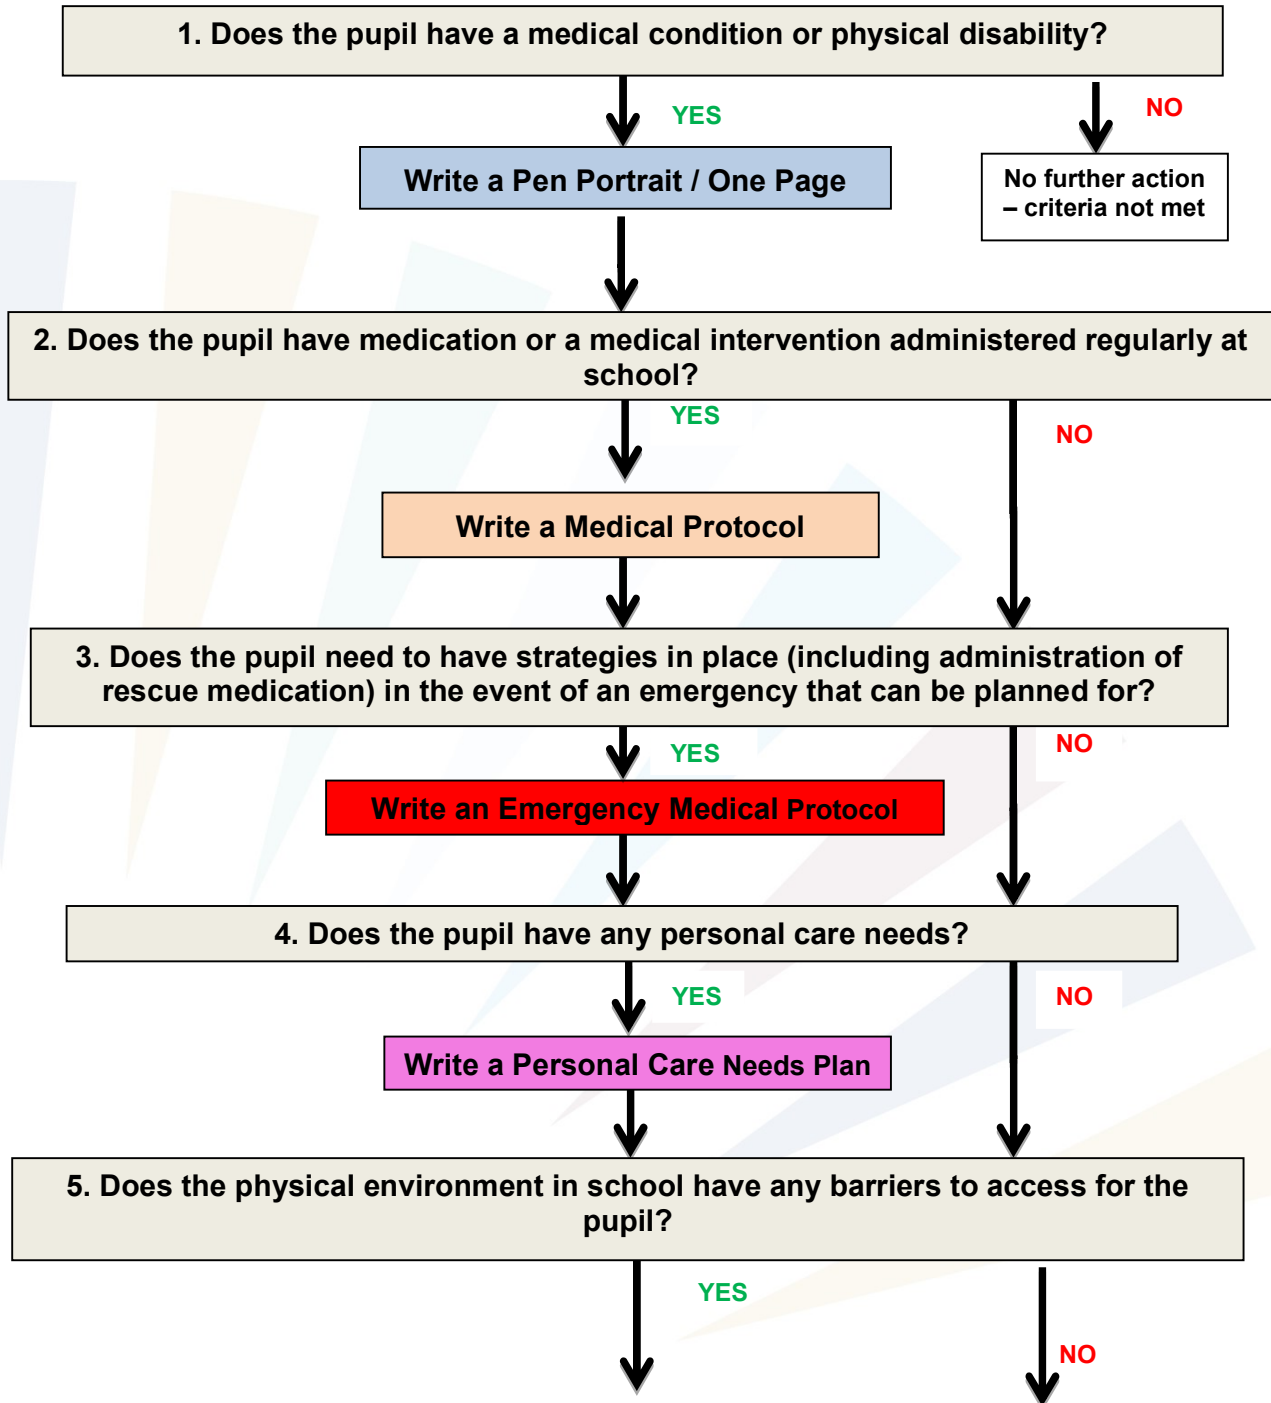 1. Does the pupil have a medical condition or physical disability?
YES
NO
Write a Pen Portrait / One Page
No further action
– criteria not met
2. Does the pupil have medication or a medical intervention administered regularly at
school?
YES
NO
Write a Medical Protocol
3. Does the pupil need to have strategies in place (including administration of
rescue medication) in the event of an emergency that can be planned for?
YES
NO
Write an Emergency Medical Protocol
4. Does the pupil have any personal care needs?
YES
NO
Write a Personal Care Needs Plan
5. Does the physical environment in school have any barriers to access for the
pupil?
YES
NO